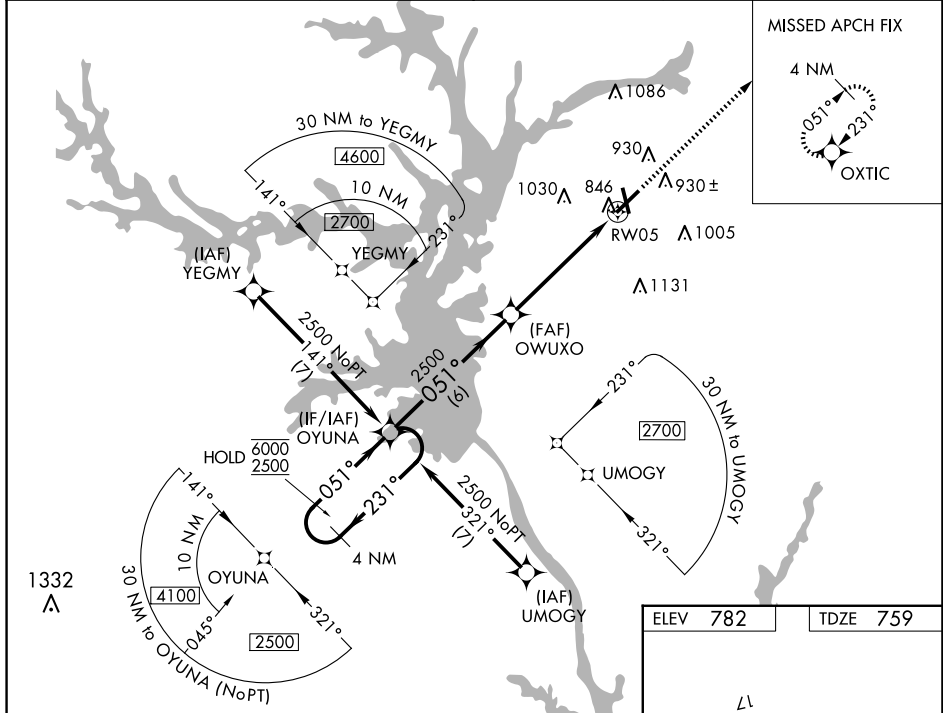 MISSED APCH FIX
4 NM
051°
231°
OXTIC
1086
30 NM to YEGMY
4600
930
141°
10 NM
1030
846
930±
2700
231°
RW05
1005
YEGMY
(IAF)
YEGMY
1131
2500 NoPT
141°
(7)
(FAF)
OWUXO
2500
051°
(6)
(IF/IAF)
OYUNA
231°
30 NM to UMOGY
2700
HOLD
6000
2500
051°
231°
UMOGY
2500 NoPT
321°
(7)
321°
141°
10 NM
4 NM
OYUNA
1332
30 NM to OYUNA (NoPT)
4100
045°
321°
2500
(IAF)
UMOGY
ELEV 782
TDZE 759
17